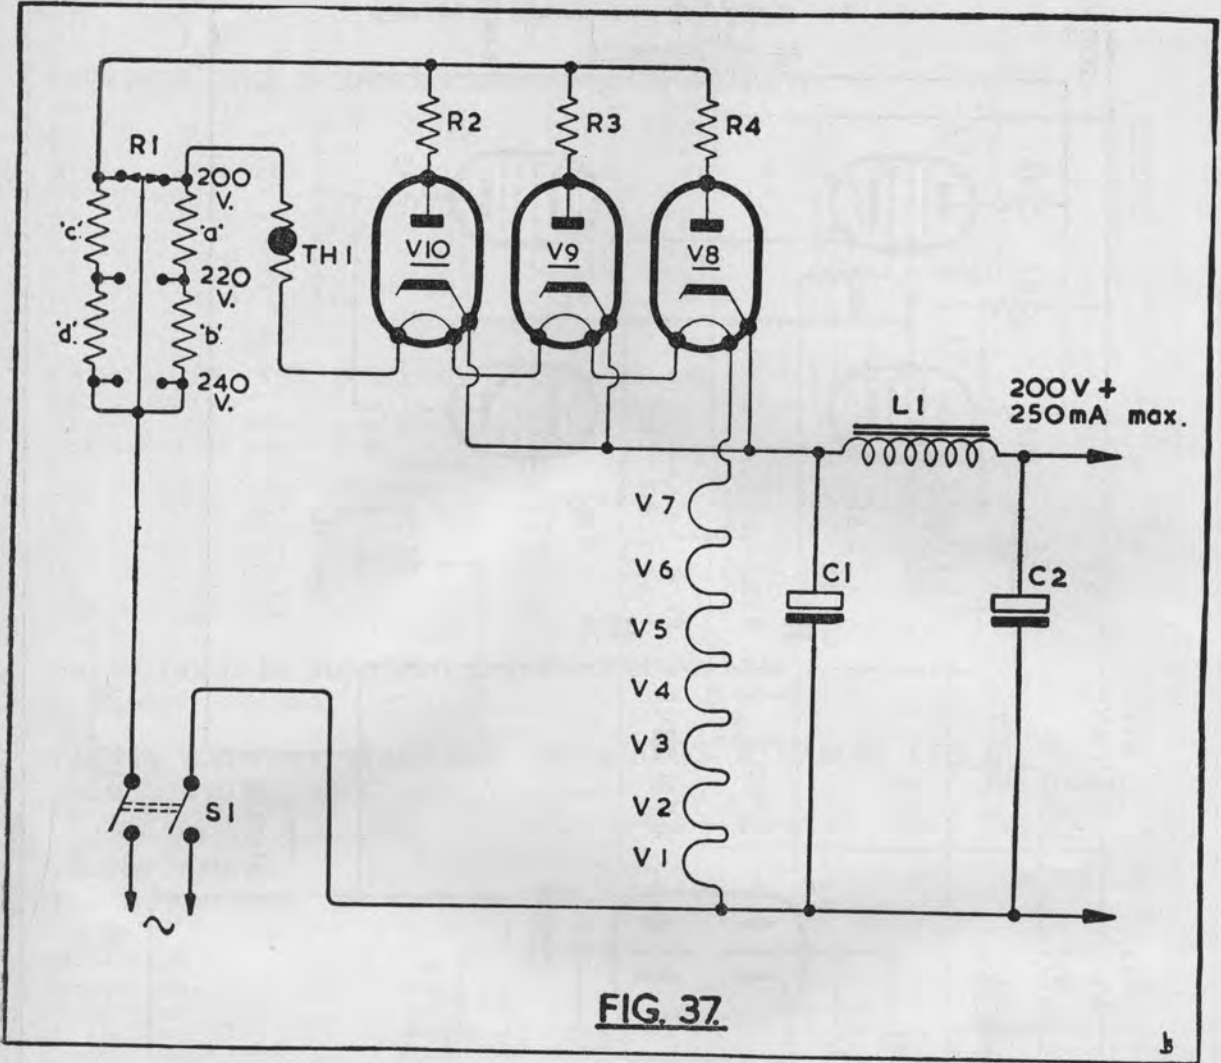 R2
R3
R4
R1
200
V.
'c'
'a'
TH1
V10
V9
V8
220
V.
'd'.
'b'
240
V.
L1
200V +
250mA max.
V7
V6
C1
C2
V5
V4
V3
V2
S1
V1
~
FIG. 37.